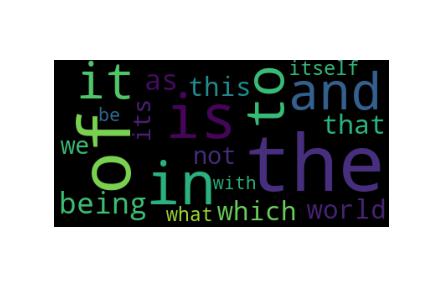 it as this to itself
and
is
be its that
of we
not the
in with
being what which world